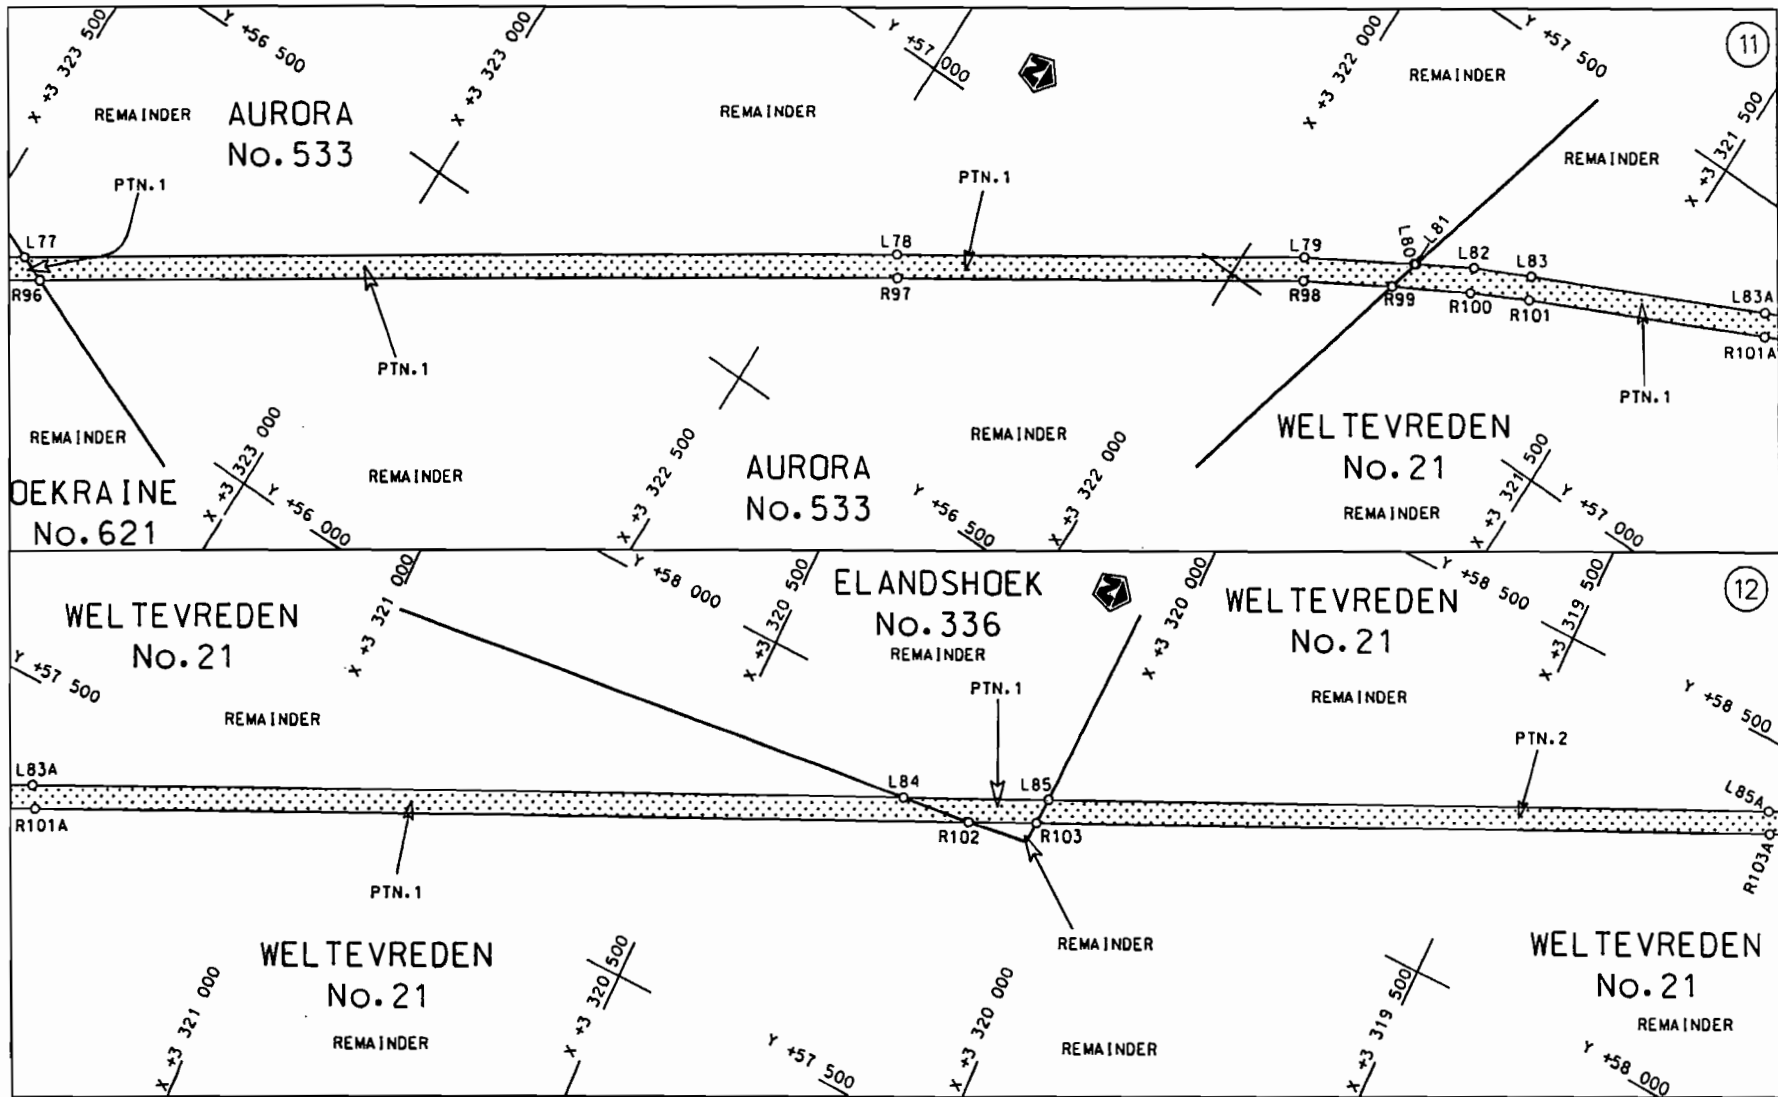 X +3 323 500
Y +56 500
X +3 323 000
Y +57 000
N
X +3 322 000
Y +57 500
11
REMAINDER
AURORA
No.533
REMAINDER
REMAINDER
REMAINDER
X +3 321 500
PTN.1
PTN.1
L77
L78
L79
L80
L81
L82
L83
L83A
R96
R97
R98
R99
R100
R101
R101A
PTN.1
PTN.1
REMAINDER
X +3 323 000
REMAINDER
AURORA
No.533
X +3 322 500
REMAINDER
X +3 322 000
WELTEVREDEN
No.21
REMAINDER
X +3 321 500
OEKRAINE
No.621
Y +56 000
Y +56 500
Y +57 000
WELTEVREDEN
No.21
X +3 321 000
Y +58 000
X +3 320 500
ELANDSHOEK
No.336
REMAINDER
N
X +3 320 000
WELTEVREDEN
No.21
Y +58 500
X +3 319 500
12
Y +57 500
REMAINDER
PTN.1
REMAINDER
Y +58 500
PTN.2
L83A
L84
L85
L85A
R101A
R102
R103
R103A
PTN.1
REMAINDER
WELTEVREDEN
No.21
REMAINDER
X +3 321 000
X +3 320 500
Y +57 500
X +3 320 000
REMAINDER
X +3 319 500
WELTEVREDEN
No.21
REMAINDER
Y +58 000